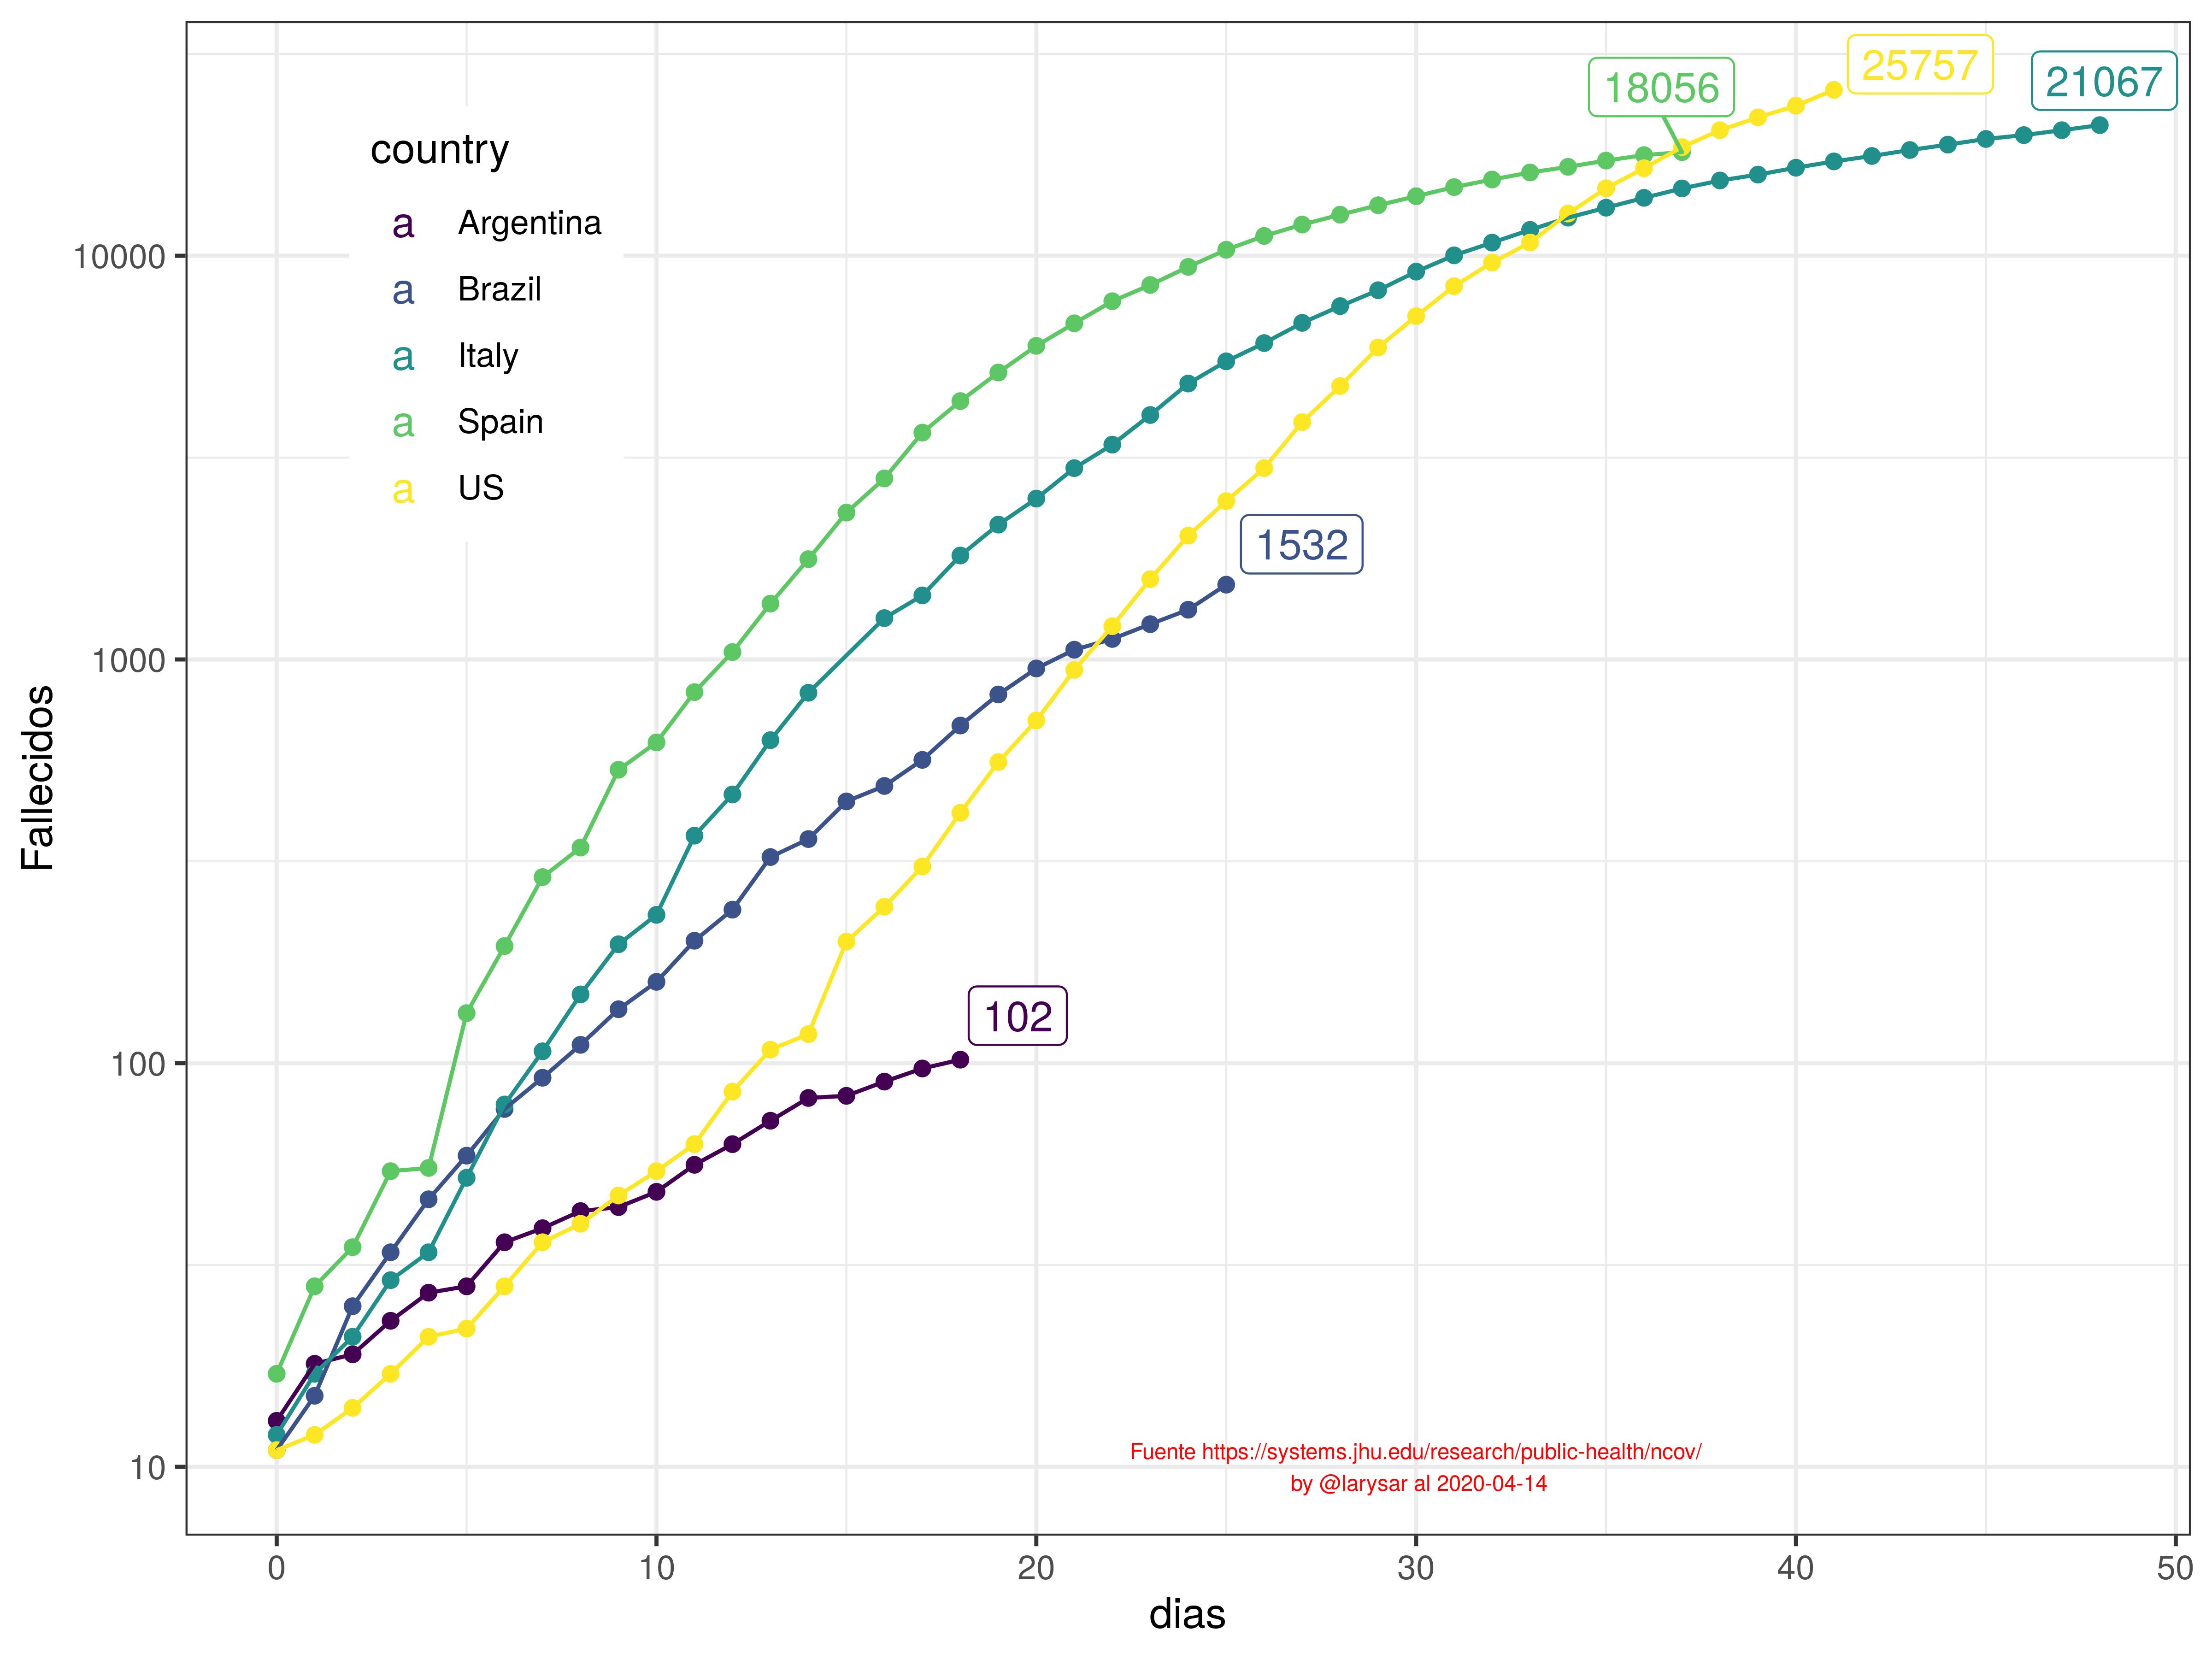 25757
18056
21067
country
a Argentina
a Brazil
a Italy
a Spain
a US
1532
102
Fallecidos
10000
1000
100
10
Fuente https://systems.jhu.edu/research/public-health/ncov/
by @larysar al 2020-04-14
0 10 20 30 40 50
dias